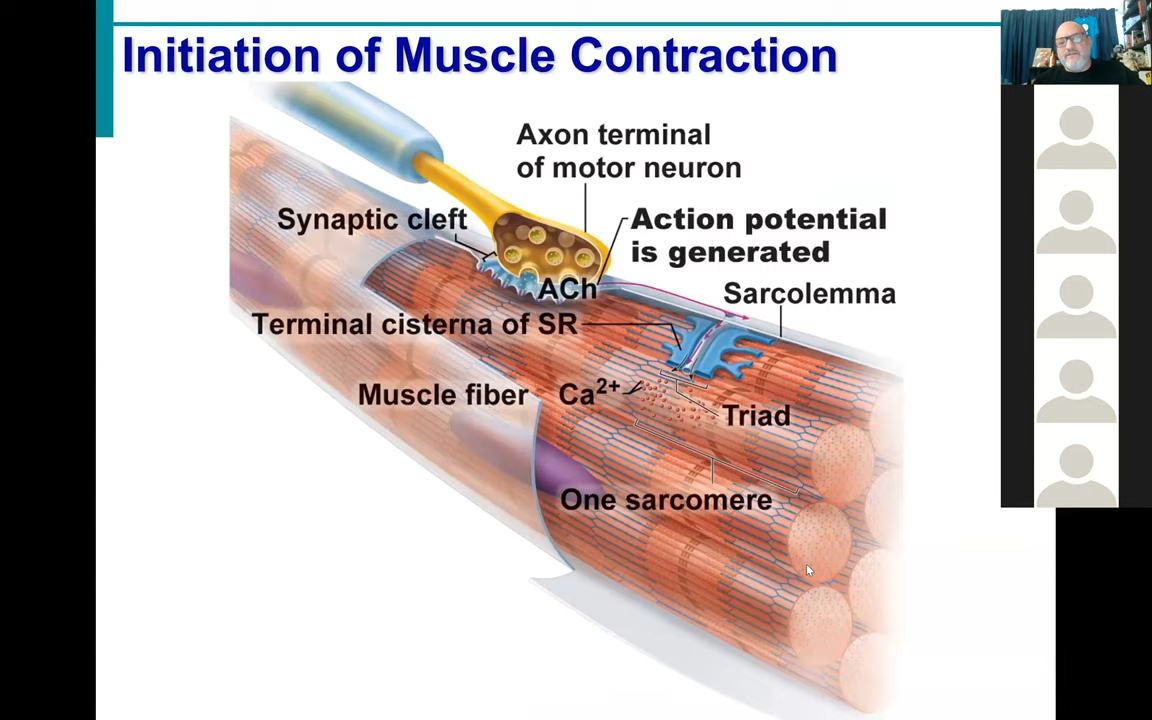 Initiation of Muscle Contraction
Axon terminal
of motor neuron
Synaptic cleft
Action potential
is generated
ACh
Sarcolemma
Terminal cisterna of SR
Muscle fiber
Ca2+
Triad
One sarcomere